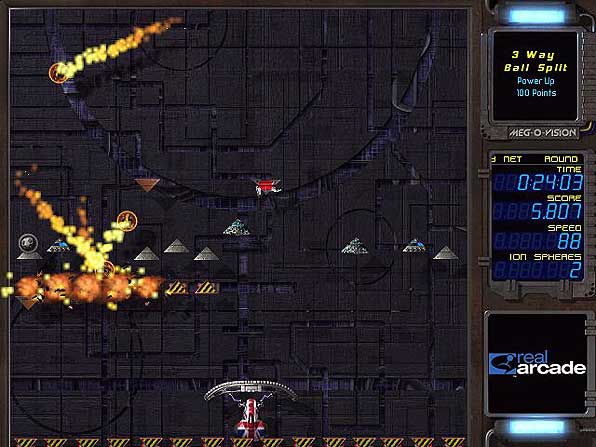 3 Way
Ball Split
Power Up
100 Points
MEG-O-VISION
NET ROUND
TIME
0:24:03
SCORE
5,807
SPEED
88
ION SPHERES
2
real
arcade